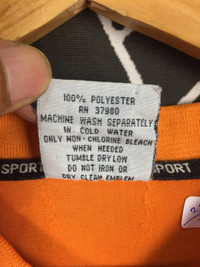 100% POLYESTER
RN 37980
MACHINE WASH SEPARATELY
IN COLD WATER
ONLY NON-CHLORINE BLEACH
WHEN NEEDED
TUMBLE DRY LOW
DO NOT IRON OR
DRY CLEAN EMBLEM
SPORT
SPORT